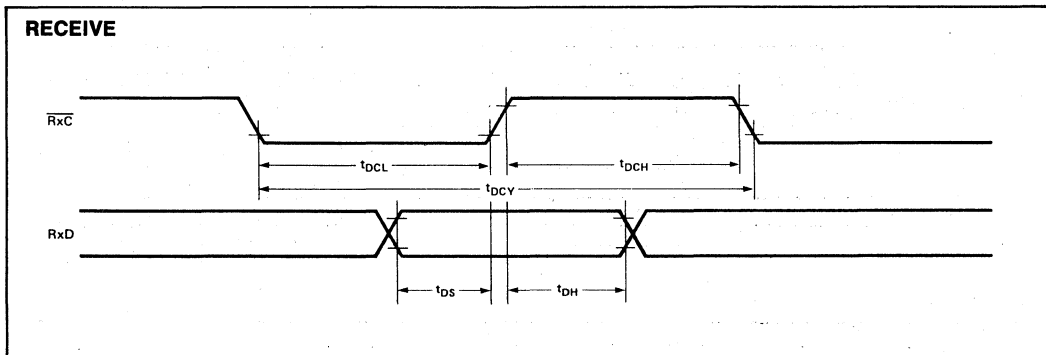 RECEIVE
RxC
tDCL
tDCH
tDCY
RxD
tDS
tDH